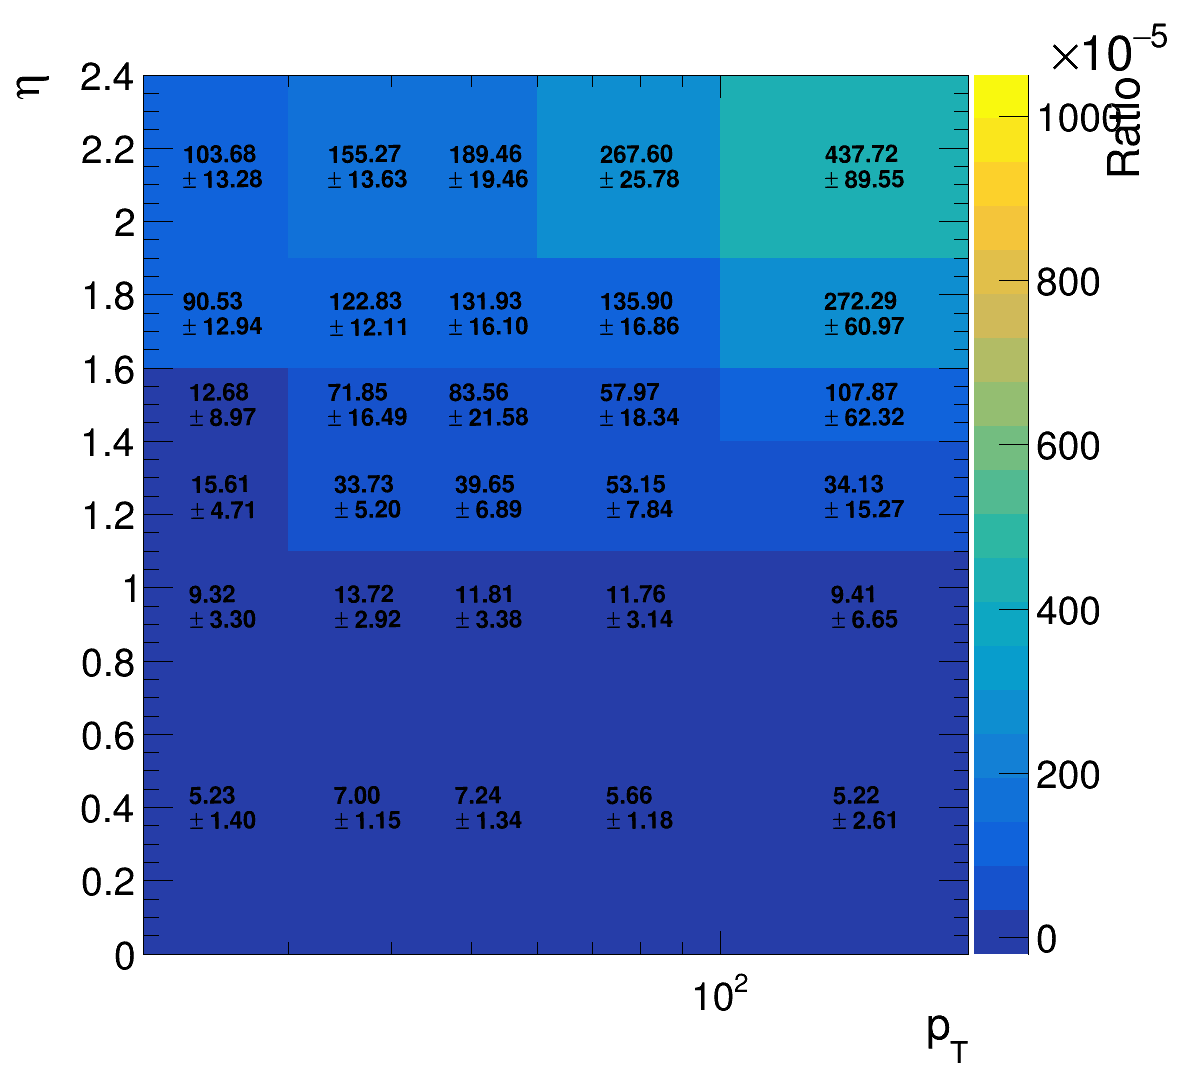 ×10⁻⁵
η
Ratio
2.4
2.2
2
1.8
1.6
1.4
1.2
1
0.8
0.6
0.4
0.2
0
103.68 155.27 189.46 267.60 437.72
± 13.28 ± 13.63 ± 19.46 ± 25.78 ± 89.55
90.53 122.83 131.93 135.90 272.29
± 12.94 ± 12.11 ± 16.10 ± 16.86 ± 60.97
12.68 71.85 83.56 57.97 107.87
± 8.97 ± 16.49 ± 21.58 ± 18.34 ± 62.32
15.61 33.73 39.65 53.15 34.13
± 4.71 ± 5.20 ± 6.89 ± 7.84 ± 15.27
9.32 13.72 11.81 11.76 9.41
± 3.30 ± 2.92 ± 3.38 ± 3.14 ± 6.65
5.23 7.00 7.24 5.66 5.22
± 1.40 ± 1.15 ± 1.34 ± 1.18 ± 2.61
1000
800
600
400
200
0
10²
p_T